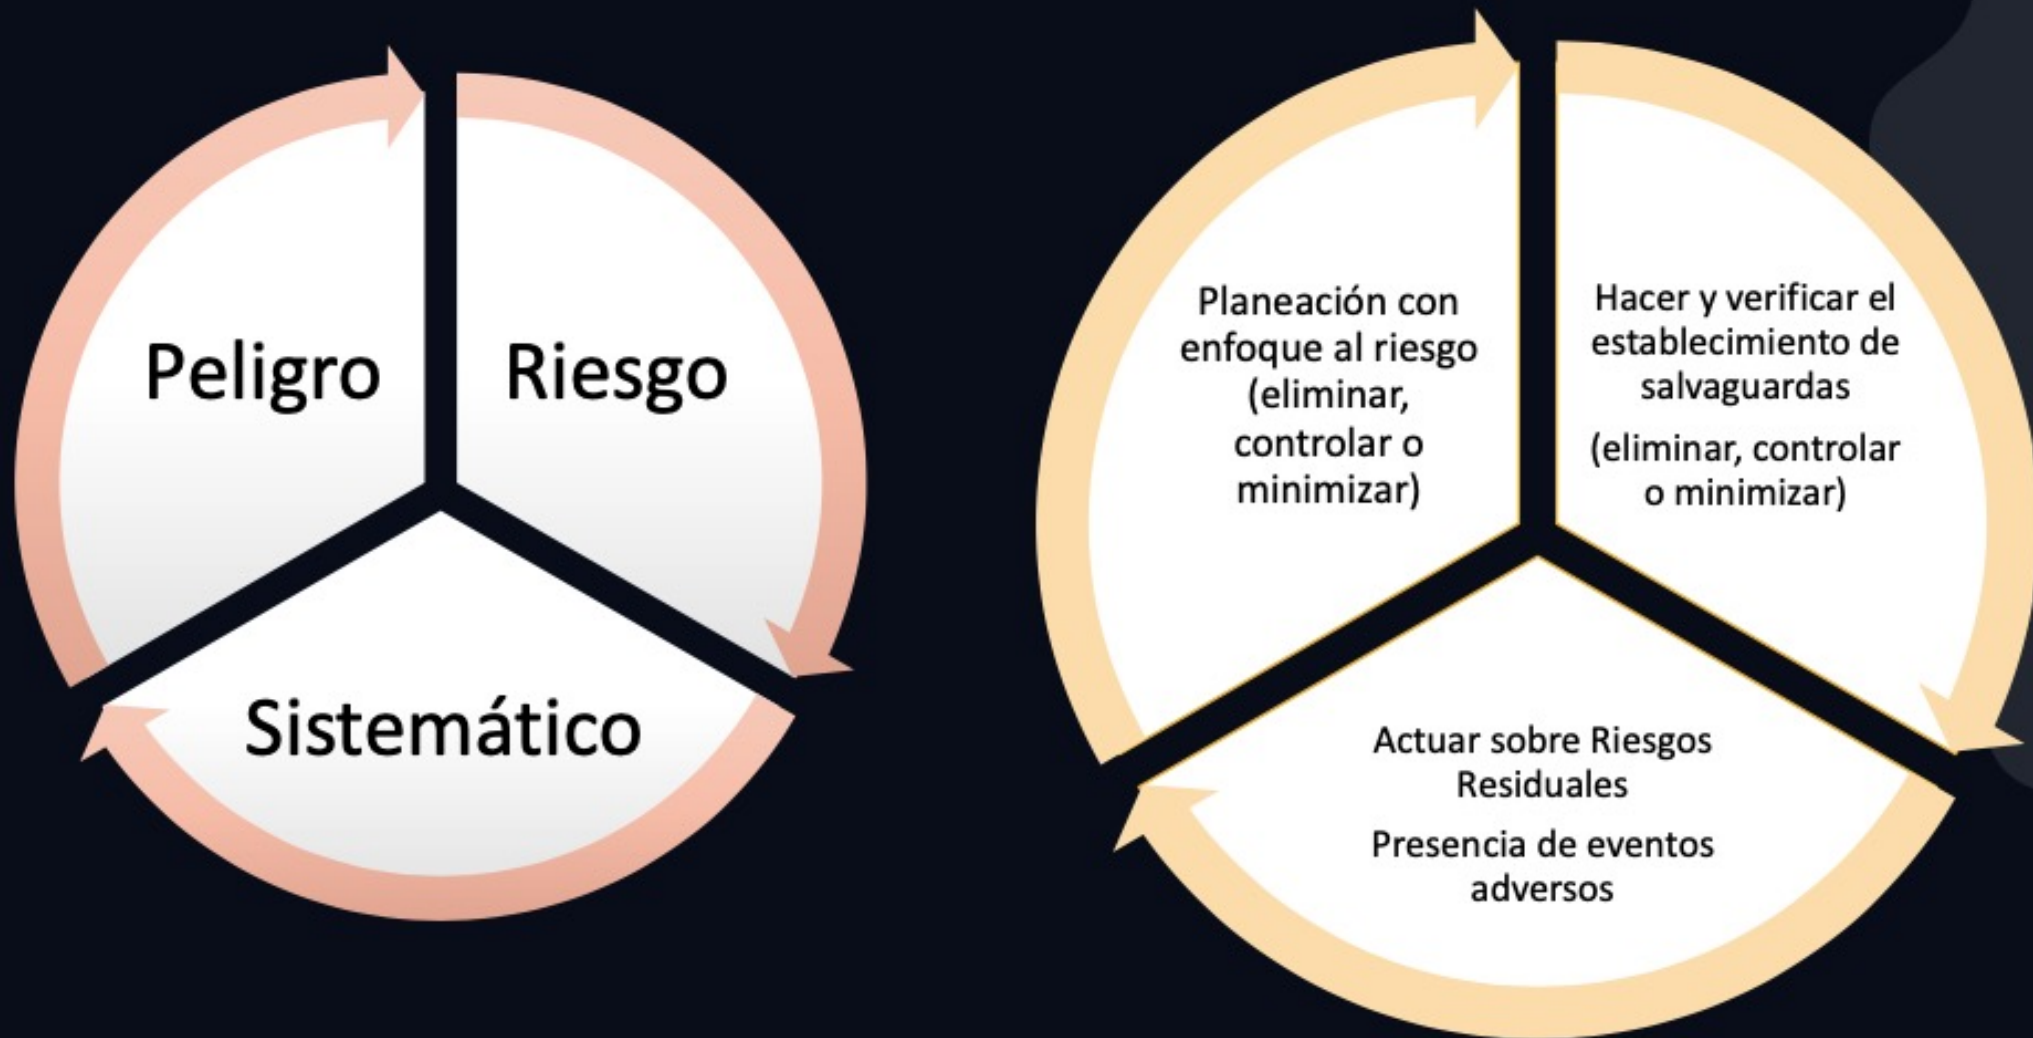 Peligro
Riesgo
Sistemático
Planeación con
enfoque al riesgo
(eliminar,
controlar o
minimizar)
Hacer y verificar el
establecimiento de
salvaguardas
(eliminar, controlar
o minimizar)
Actuar sobre Riesgos
Residuales
Presencia de eventos
adversos